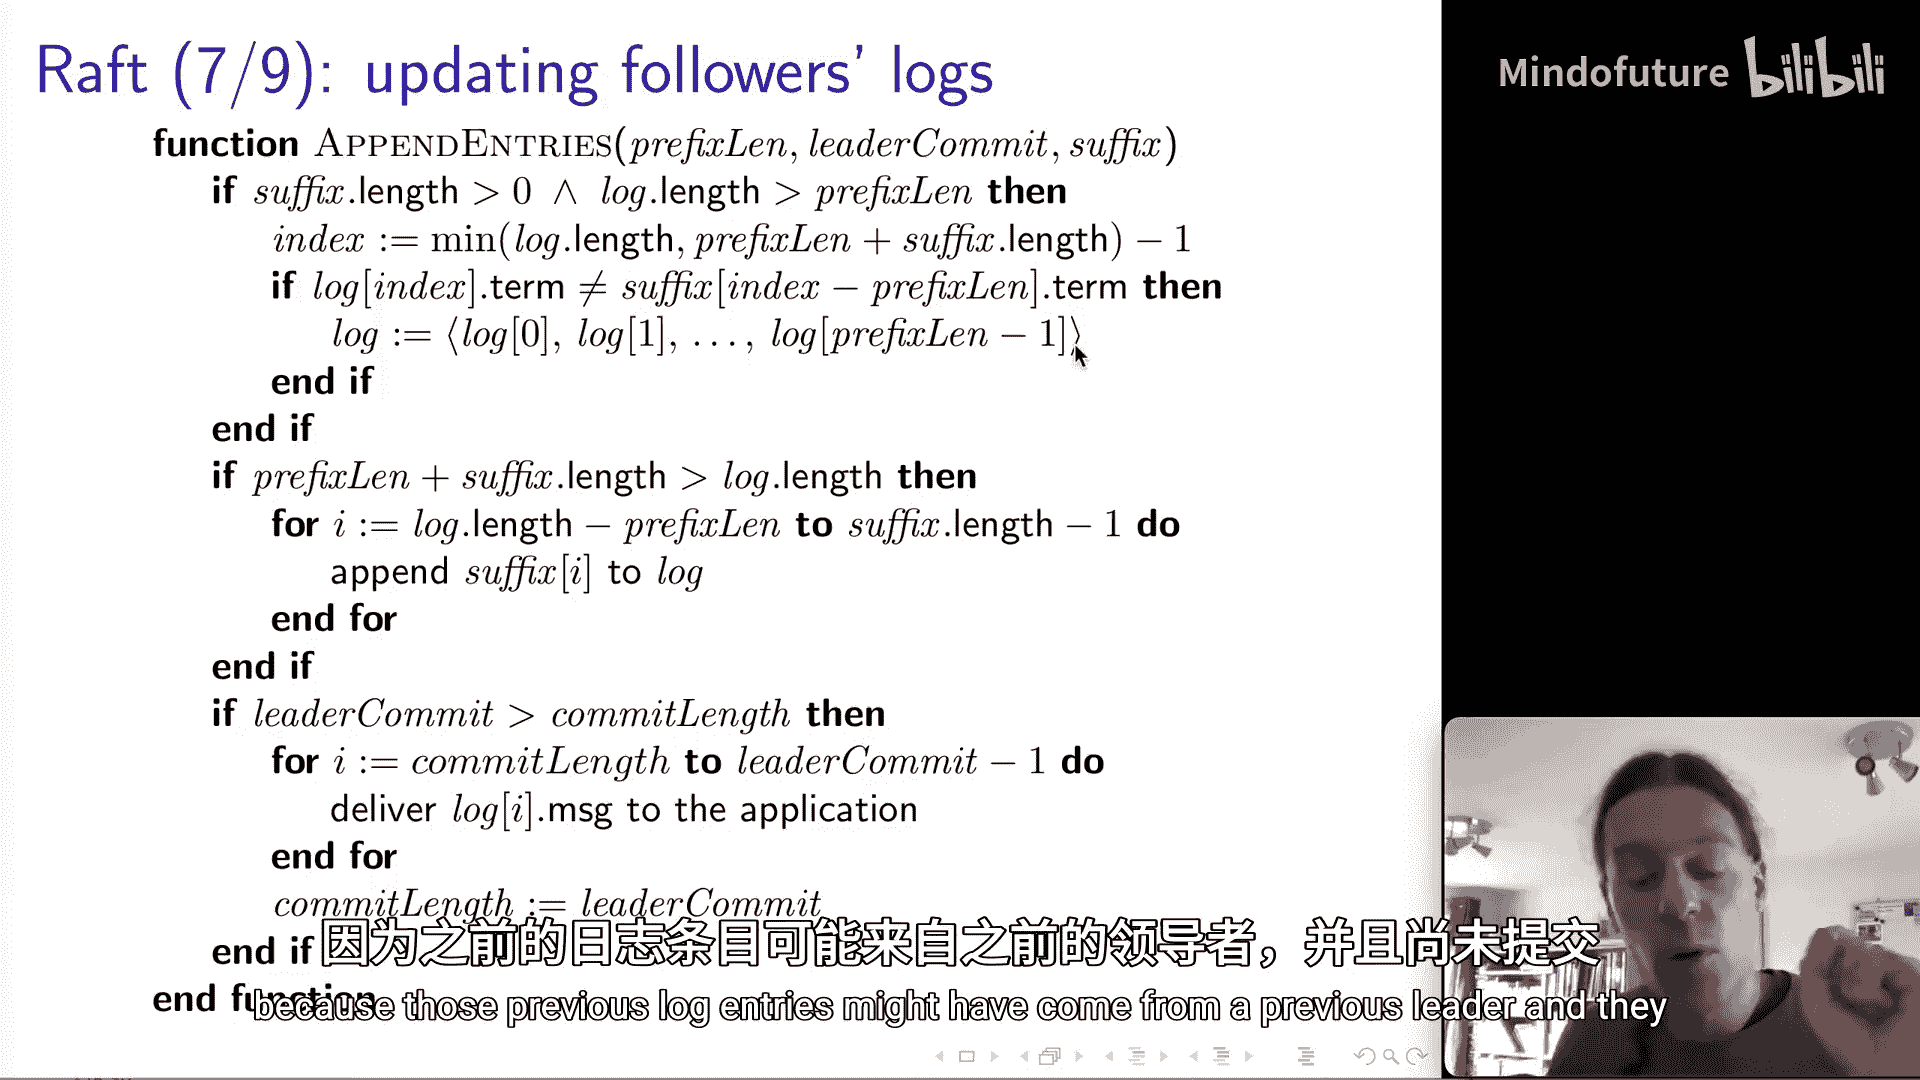 Raft (7/9): updating followers' logs
Mindofuture bilibili
function APPENDENTRIES(prefixLen, leaderCommit, suffix)
if suffix.length > 0 ∧ log.length > prefixLen then
index := min(log.length, prefixLen + suffix.length) − 1
if log[index].term ≠ suffix[index − prefixLen].term then
log := ⟨log[0], log[1], ..., log[prefixLen − 1]⟩
end if
end if
if prefixLen + suffix.length > log.length then
for i := log.length − prefixLen to suffix.length − 1 do
append suffix[i] to log
end for
end if
if leaderCommit > commitLength then
for i := commitLength to leaderCommit − 1 do
deliver log[i].msg to the application
end for
commitLength := leaderCommit
end if
end function
因为之前的日志条目可能来自之前的领导者，并且尚未提交
because those previous log entries might have come from a previous leader and they